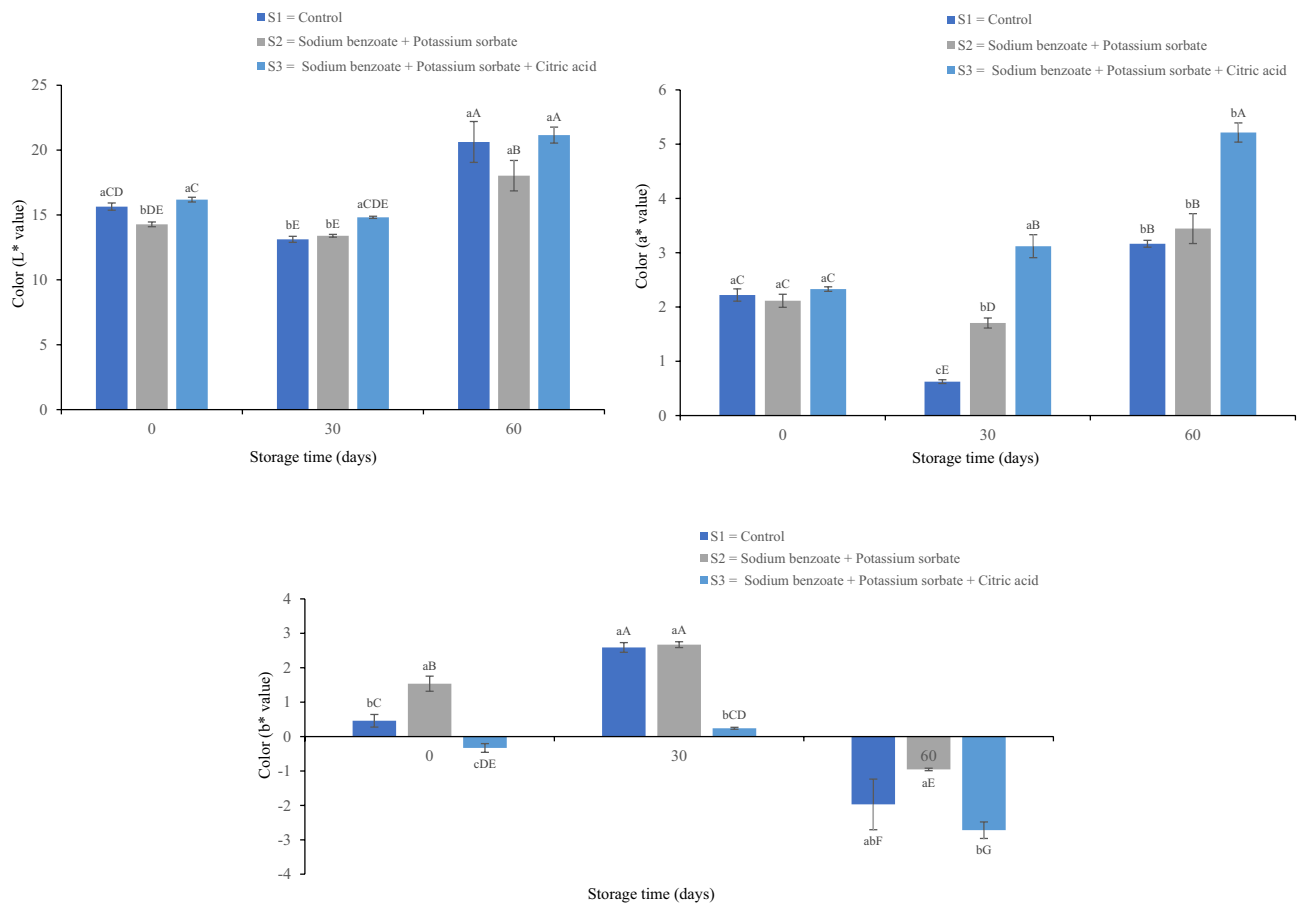 S1 = Control
S2 = Sodium benzoate + Potassium sorbate
S3 = Sodium benzoate + Potassium sorbate + Citric acid
25
20
15
10
5
0
Color (L* value)
aCD
bDE
aC
bE
bE
aCDE
aA
aB
aA
0
30
60
Storage time (days)
S1 = Control
S2 = Sodium benzoate + Potassium sorbate
S3 = Sodium benzoate + Potassium sorbate + Citric acid
6
5
4
3
2
1
0
Color (a* value)
aC
aC
aC
cE
bD
aB
bB
bB
bA
0
30
60
Storage time (days)
S1 = Control
S2 = Sodium benzoate + Potassium sorbate
S3 = Sodium benzoate + Potassium sorbate + Citric acid
4
3
2
1
0
-1
-2
-3
-4
Color (b* value)
bC
aB
cDE
aA
aA
bCD
abF
aE
bG
0
30
60
Storage time (days)